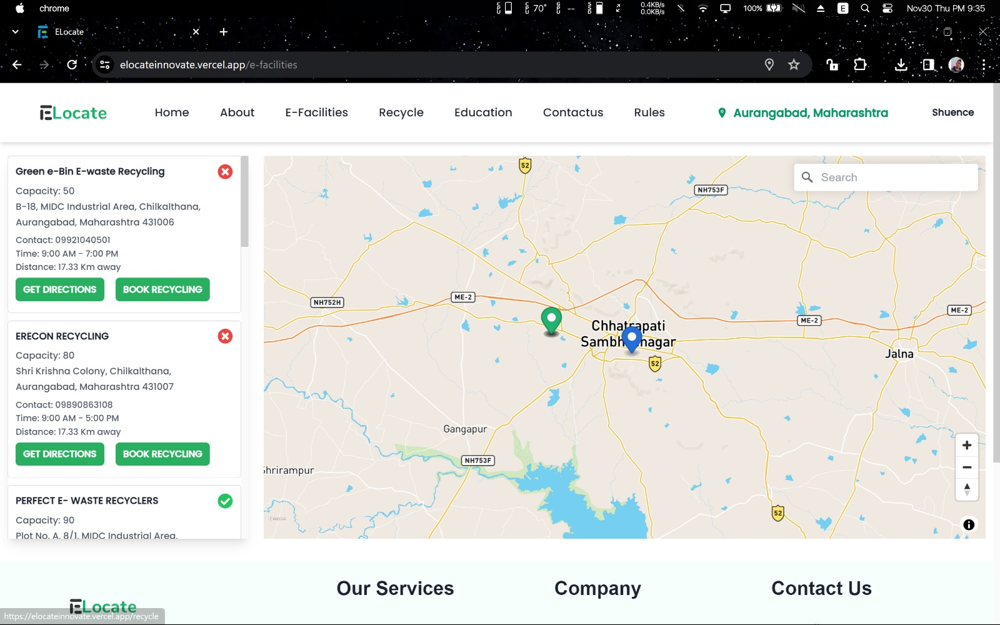 chrome
CPU
CPU 70°
GPU --
SSD
0.4KB/s
0.0KB/s
100%
E
Nov30 Thu PM 9:35
ELocate
elocateinnovate.vercel.app/e-facilities
ELocate
Home
About
E-Facilities
Recycle
Education
Contactus
Rules
Aurangabad, Maharashtra
Shuence
Green e-Bin E-waste Recycling
Capacity: 50
B-18, MIDC Industrial Area, Chilkalthana,
Aurangabad, Maharashtra 431006
Contact: 09921040501
Time: 9:00 AM - 7:00 PM
Distance: 17.33 Km away
GET DIRECTIONS
BOOK RECYCLING
ERECON RECYCLING
Capacity: 80
Shri Krishna Colony, Chilkalthana,
Aurangabad, Maharashtra 431007
Contact: 09890863108
Time: 9:00 AM - 5:00 PM
Distance: 17.33 Km away
GET DIRECTIONS
BOOK RECYCLING
PERFECT E- WASTE RECYCLERS
Capacity: 90
Plot No. A, 8/1, MIDC Industrial Area,
Search
52
NH753F
ME-2
NH752H
ME-2
ME-2
Chhatrapati
Sambh nagar
52
Jalna
Gangapur
NH753F
Shrirampur
52
Our Services
Company
Contact Us
ELocate
https://elocateinnovate.vercel.app/recycle